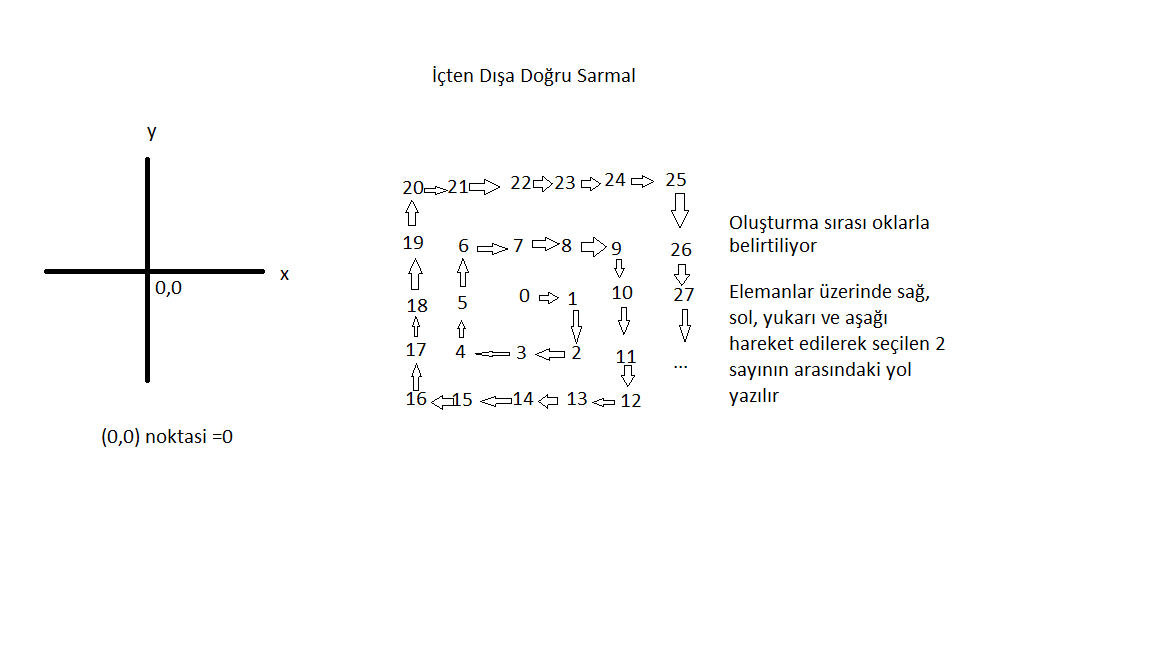 İçten Dışa Doğru Sarmal
y
x
0,0
(0,0) noktasi =0
20 21 22 23 24 25
19 6 7 8 9 26
18 5 0 1 10 27
17 4 3 2 11 ...
16 15 14 13 12
Oluşturma sırası oklarla
belirtiliyor
Elemanlar üzerinde sağ,
sol, yukarı ve aşağı
hareket edilerek seçilen 2
sayının arasındaki yol
yazılır